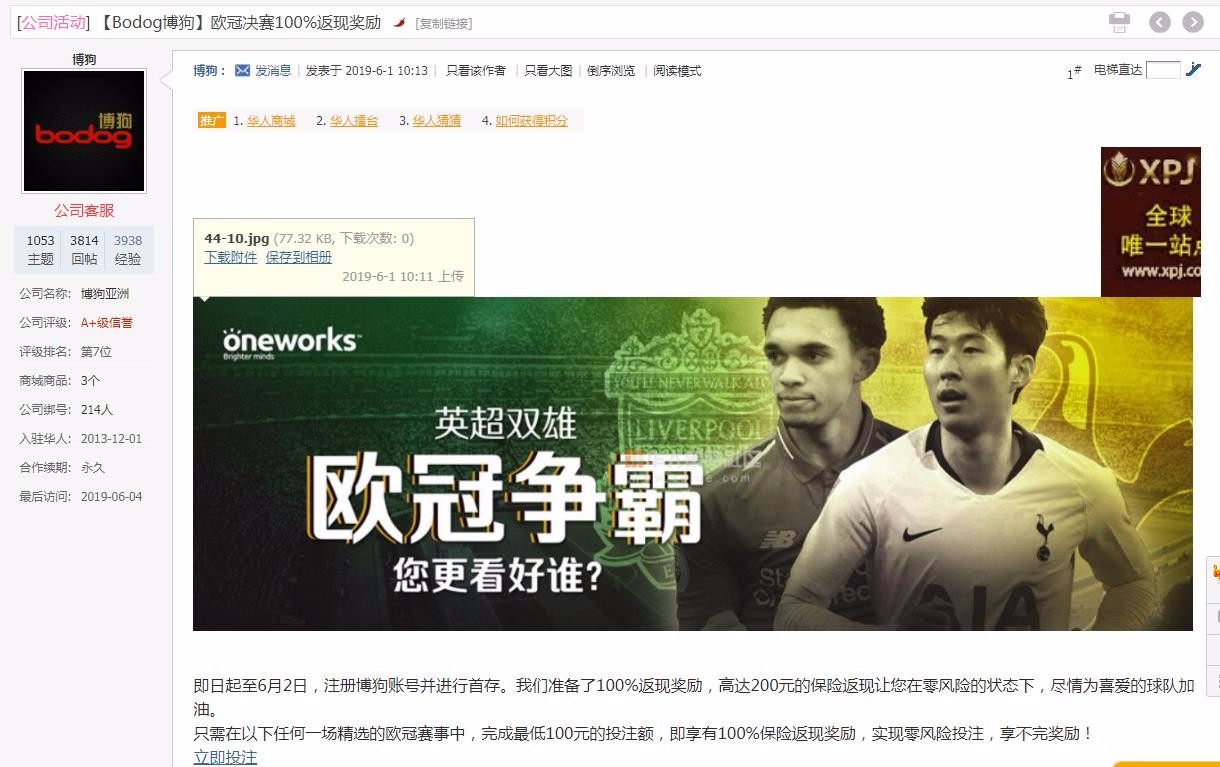 [公司活动] 【Bodog博狗】欧冠决赛100%返现奖励 [复制链接]
博狗
博狗
bodog
公司客服
1053 3814 3938
主题 回帖 经验
公司名称: 博狗亚洲
公司评级: A+级信誉
评级排名: 第7位
商城商品: 3个
公司绑号: 214人
入驻华人: 2013-12-01
合作续期: 永久
最后访问: 2019-06-04
博狗: 发消息 | 发表于 2019-6-1 10:13 | 只看该作者 | 只看大图 | 倒序浏览 | 阅读模式
1# 电梯直达
推广 1. 华人商城 2. 华人擂台 3. 华人猜猜 4. 如何获得积分
XPJ
全球
唯一站点
www.xpj.co
44-10.jpg (77.32 KB, 下载次数: 0)
下载附件 保存到相册
2019-6-1 10:11 上传
oneworks
Brighter minds
YOU'LL NEVER WALK ALO
LIVERPOOL
英超双雄
欧冠争霸
您更看好谁?
AIA
即日起至6月2日，注册博狗账号并进行首存。我们准备了100%返现奖励，高达200元的保险返现让您在零风险的状态下，尽情为喜爱的球队加
油。
只需在以下任何一场精选的欧冠赛事中，完成最低100元的投注额，即享有100%保险返现奖励，实现零风险投注，享不完奖励！
立即投注